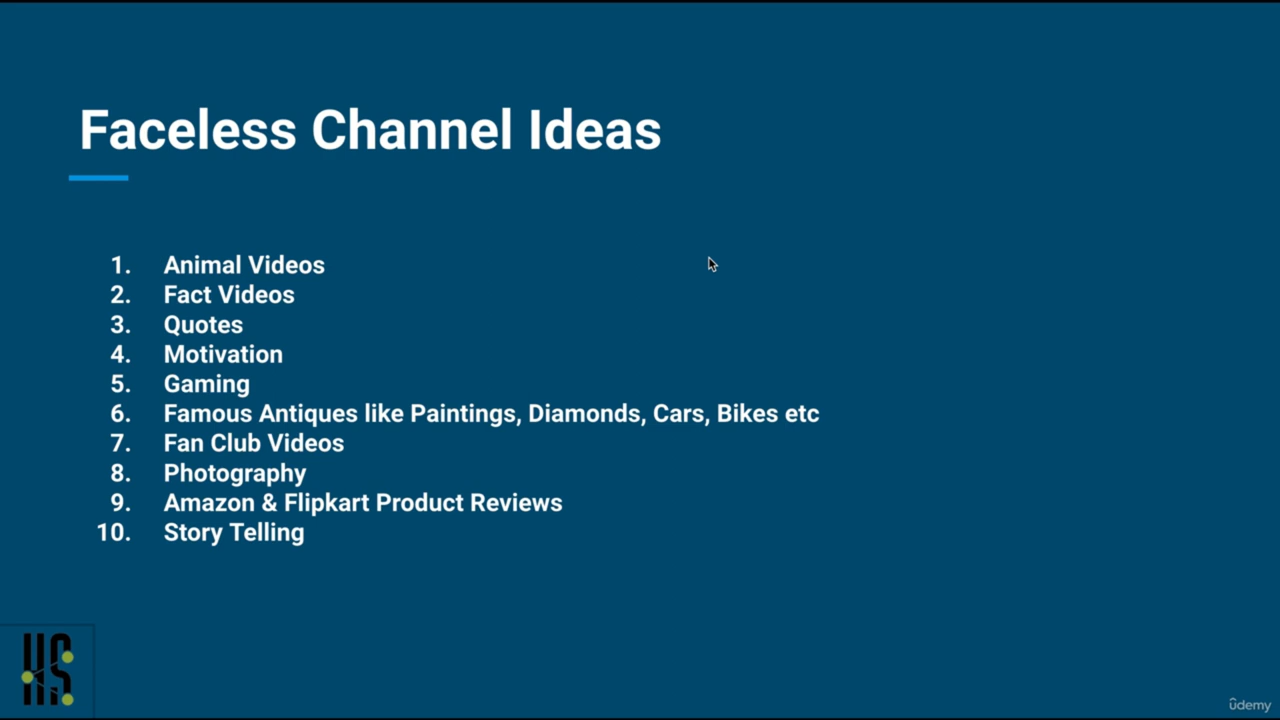 Faceless Channel Ideas
1. Animal Videos
2. Fact Videos
3. Quotes
4. Motivation
5. Gaming
6. Famous Antiques like Paintings, Diamonds, Cars, Bikes etc
7. Fan Club Videos
8. Photography
9. Amazon & Flipkart Product Reviews
10. Story Telling
HS
ûdemy